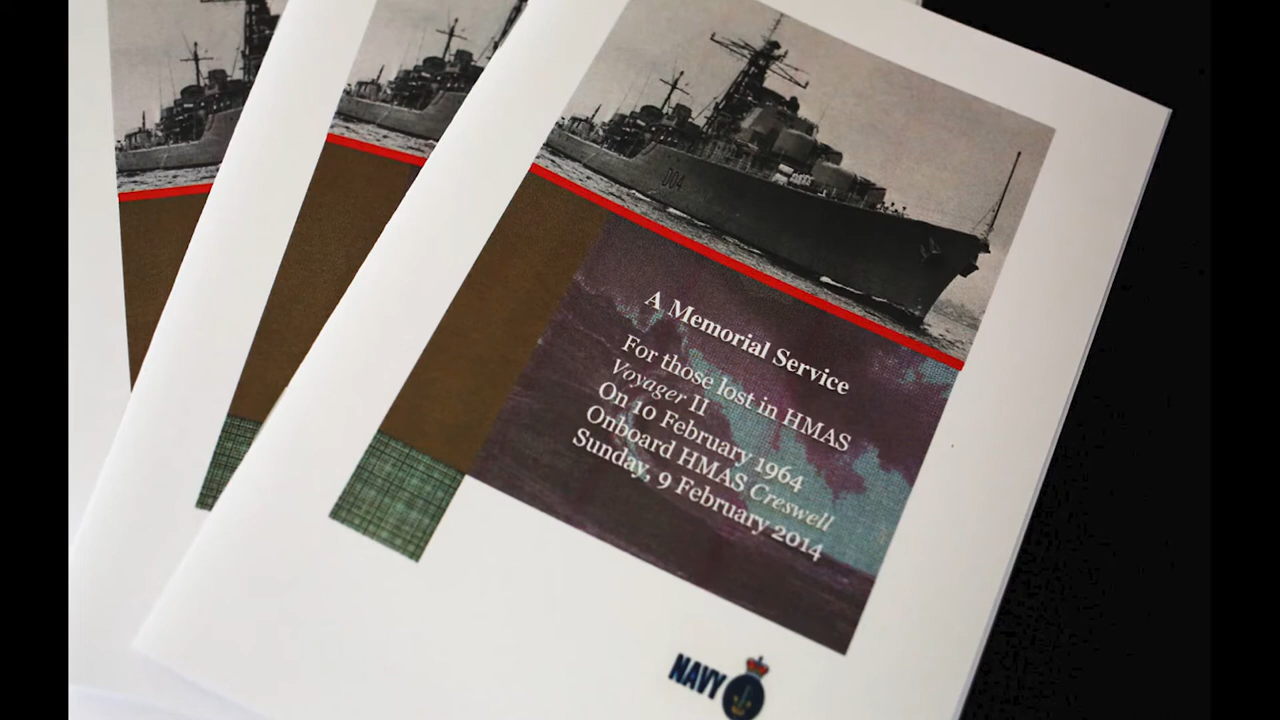 D04
A Memorial Service
For those lost in HMAS
Voyager II
On 10 February 1964
Onboard HMAS Creswell
Sunday, 9 February 2014
NAVY